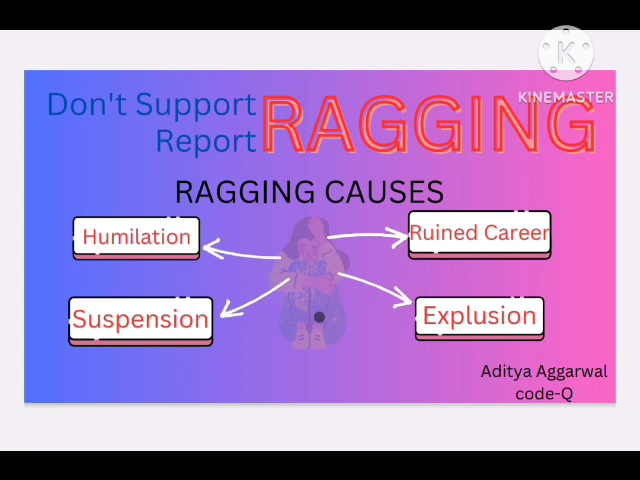 KINEMASTER
Don't Support
Report
RAGGING
RAGGING CAUSES
Humilation
Ruined Career
Suspension
Explusion
Aditya Aggarwal
code-Q